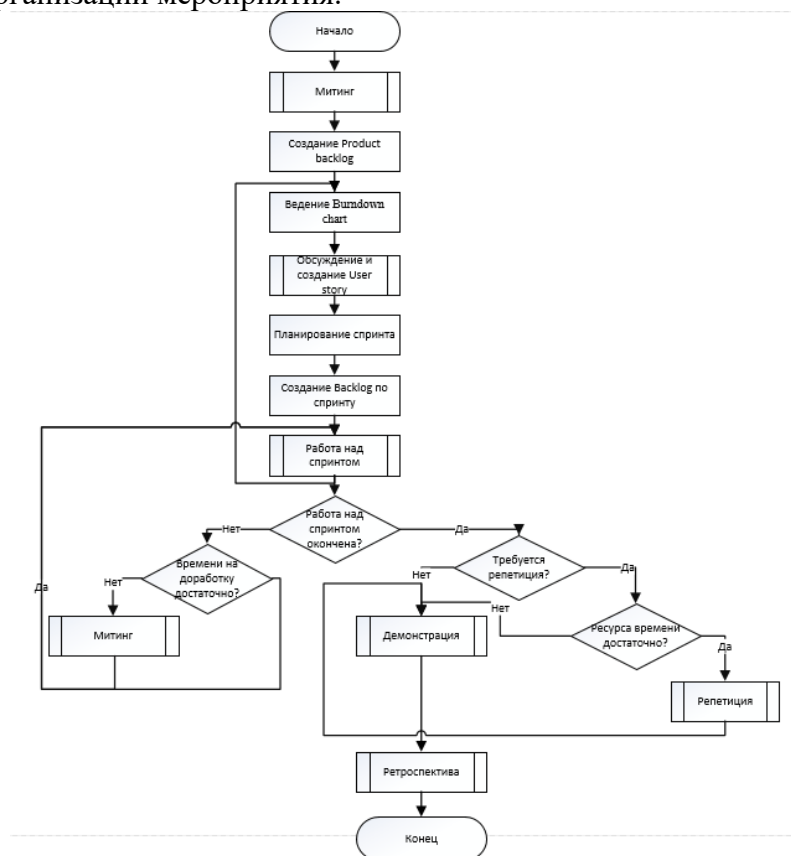 организации мероприятия.
Начало
Митинг
Создание Product
backlog
Ведение Burndown
chart
Обсуждение и
создание User
story
Планирование спринта
Создание Backlog по
спринту
Работа над
спринтом
Работа над
спринтом
окончена?
Нет
Да
Времени на
доработку
достаточно?
Нет
Да
Митинг
Требуется
репетиция?
Нет
Да
Ресурса времени
достаточно?
Нет
Да
Демонстрация
Репетиция
Ретроспектива
Конец